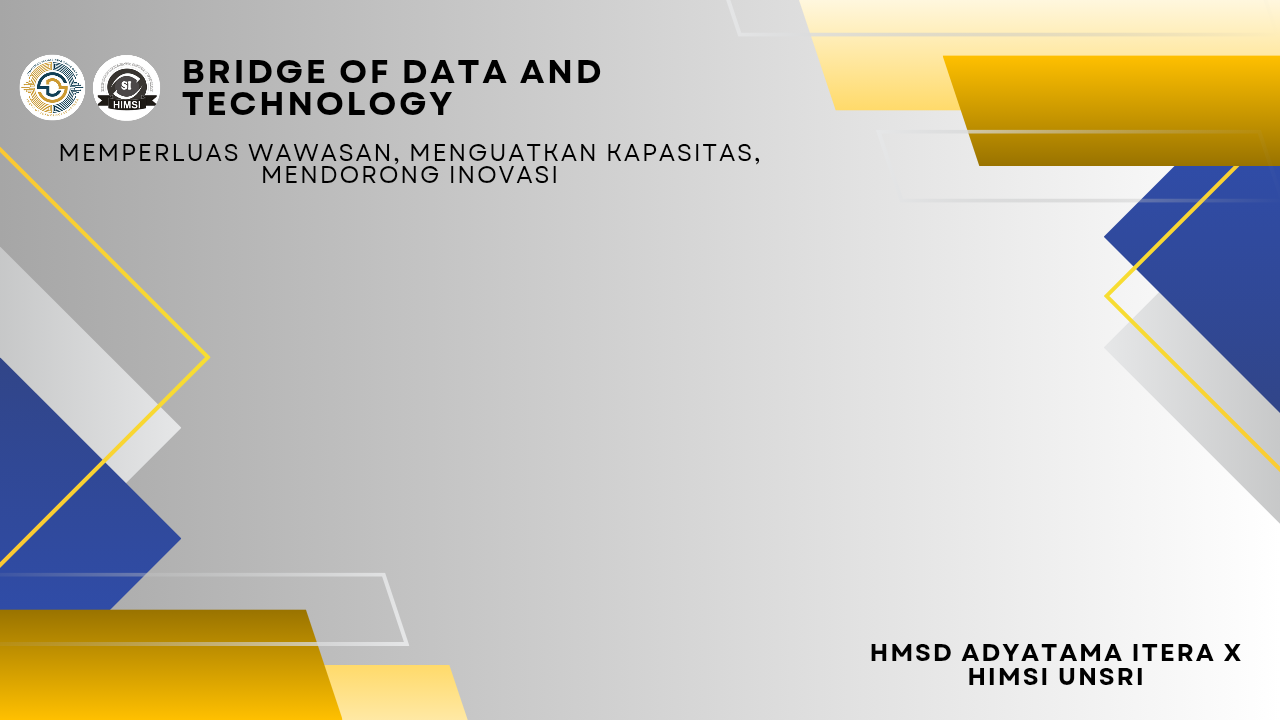 SI
HIMSI
BRIDGE OF DATA AND
TECHNOLOGY
MEMPERLUAS WAWASAN, MENGUATKAN KAPASITAS,
MENDORONG INOVASI
HMSD ADYATAMA ITERA X
HIMSI UNSRI